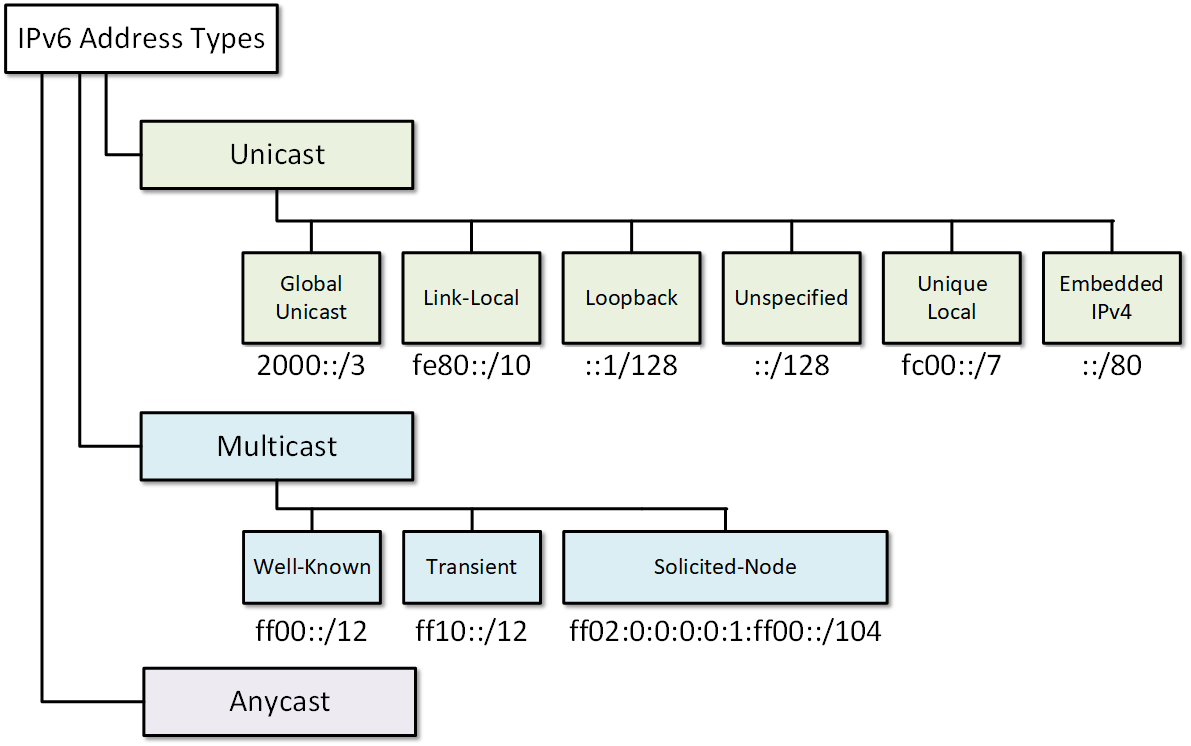 IPv6 Address Types
Unicast
Global
Unicast
2000::/3
Link-Local
fe80::/10
Loopback
::1/128
Unspecified
::/128
Unique
Local
fc00::/7
Embedded
IPv4
::/80
Multicast
Well-Known
ff00::/12
Transient
ff10::/12
Solicited-Node
ff02:0:0:0:0:1:ff00::/104
Anycast